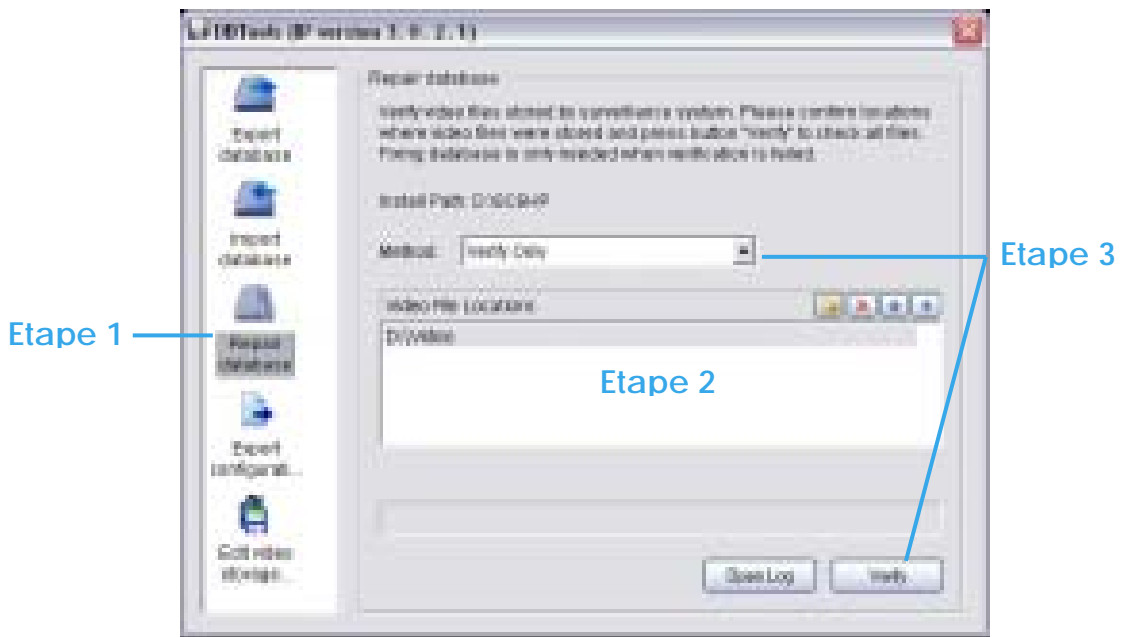 DBTools (IP version 1. 0. 2. 1)
Export
database
Import
database
Repair
database
Export
configurati...
Edit video
storage...
Repair database
Verify video files stored by surveillance system. Please confirm locations
where video files were stored and press button "Verify" to check all files.
Fixing database is only needed when verification is failed.
Install Path:
Method:
Verify Only
Video File Locations
D:\Video
Open Log
Verify
Etape 1
Etape 2
Etape 3